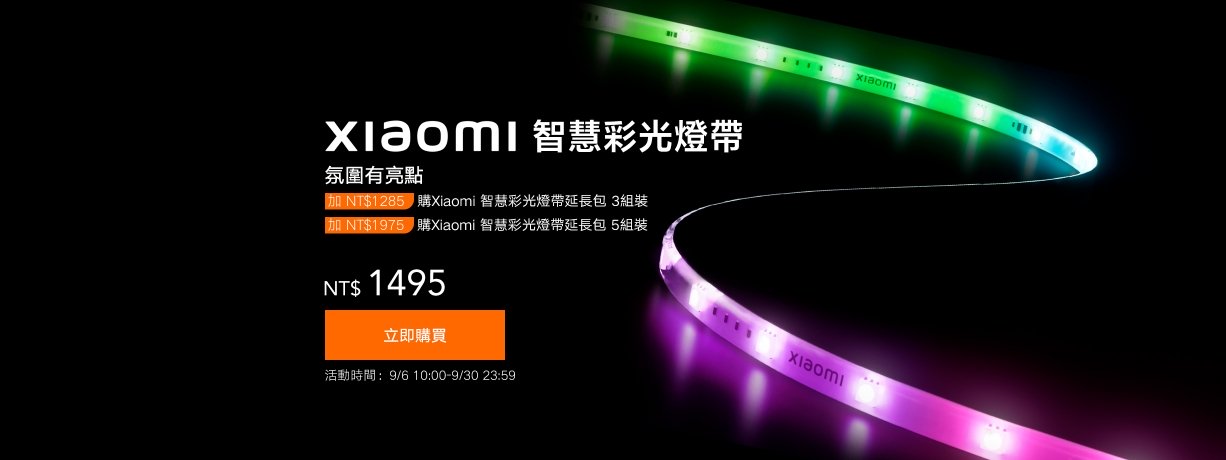 xiaomi
xiaomi 智慧彩光燈帶
氛圍有亮點
加 NT$1285 購Xiaomi 智慧彩光燈帶延長包 3組裝
加 NT$1975 購Xiaomi 智慧彩光燈帶延長包 5組裝
NT$ 1495
立即購買
xiaomi
活動時間：9/6 10:00-9/30 23:59